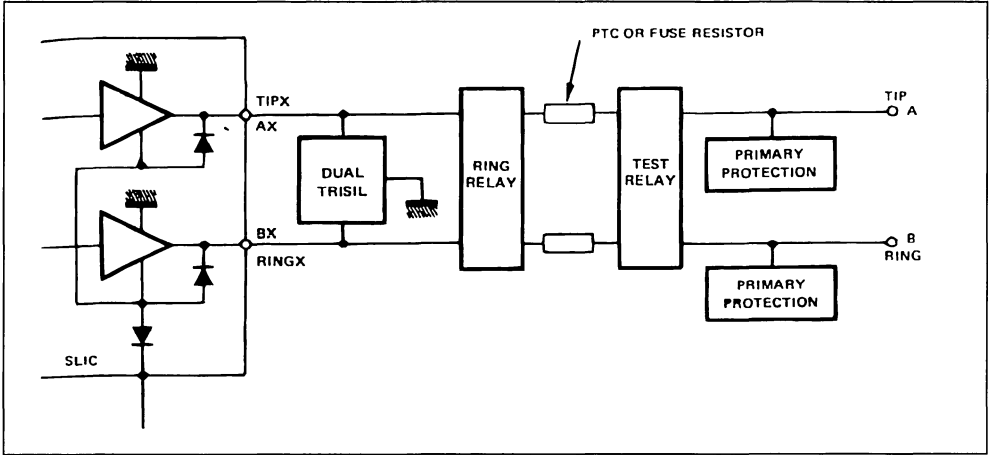 PTC OR FUSE RESISTOR
TIPX
AX
TIP
A
DUAL
TRISIL
RING
RELAY
TEST
RELAY
PRIMARY
PROTECTION
BX
RINGX
B
RING
PRIMARY
PROTECTION
SLIC